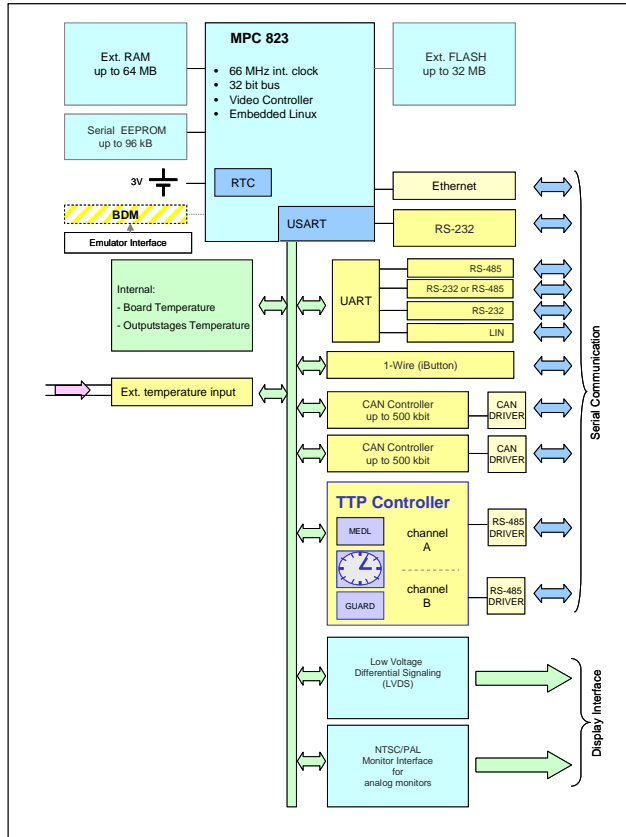 MPC 823
• 66 MHz int. clock
• 32 bit bus
• Video Controller
• Embedded Linux
Ext. RAM
up to 64 MB
Ext. FLASH
up to 32 MB
Serial EEPROM
up to 96 kB
3V
RTC
BDM
Emulator Interface
USART
Ethernet
RS-232
Internal:
- Board Temperature
- Outputstages Temperature
UART
RS-485
RS-232 or RS-485
RS-232
LIN
1-Wire (iButton)
Ext. temperature input
CAN Controller
up to 500 kbit
CAN
DRIVER
CAN Controller
up to 500 kbit
CAN
DRIVER
TTP Controller
MEDL
GUARD
channel
A
channel
B
RS-485
DRIVER
RS-485
DRIVER
Serial Communication
Low Voltage
Differential Signaling
(LVDS)
NTSC/PAL
Monitor Interface
for
analog monitors
Display Interface